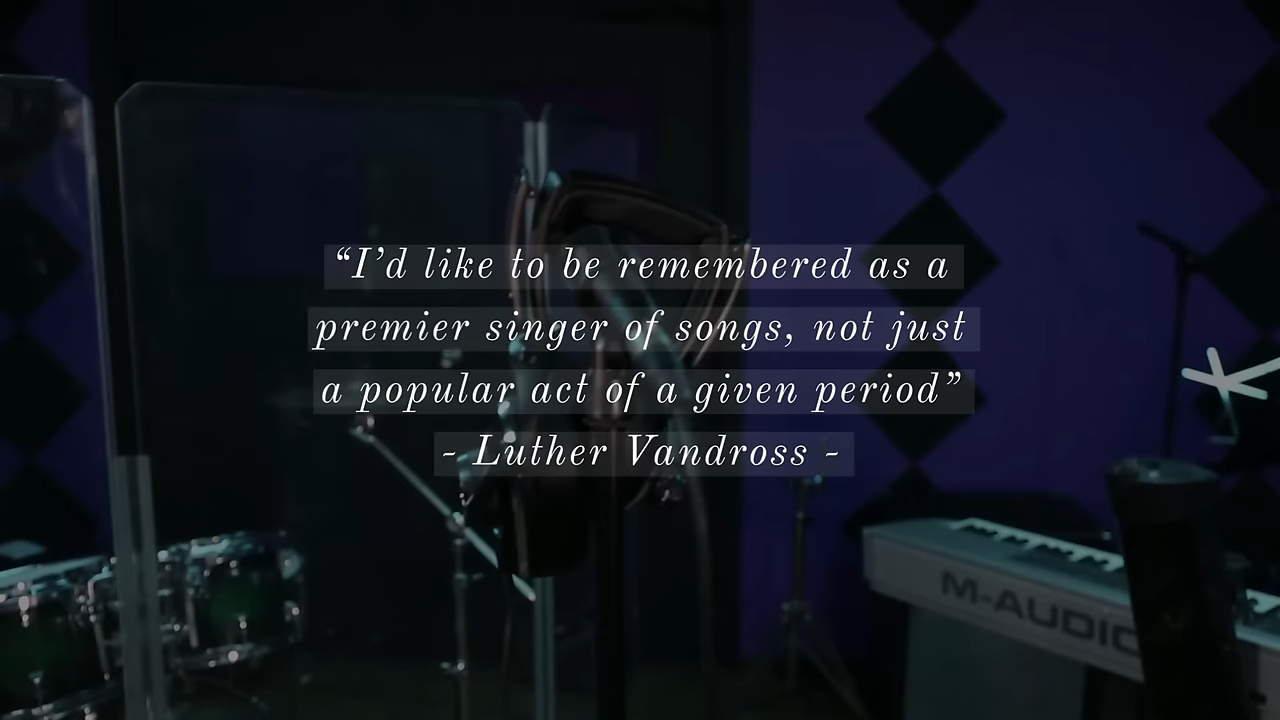 “I’d like to be remembered as a
premier singer of songs, not just
a popular act of a given period”
- Luther Vandross -
M-AUDIO